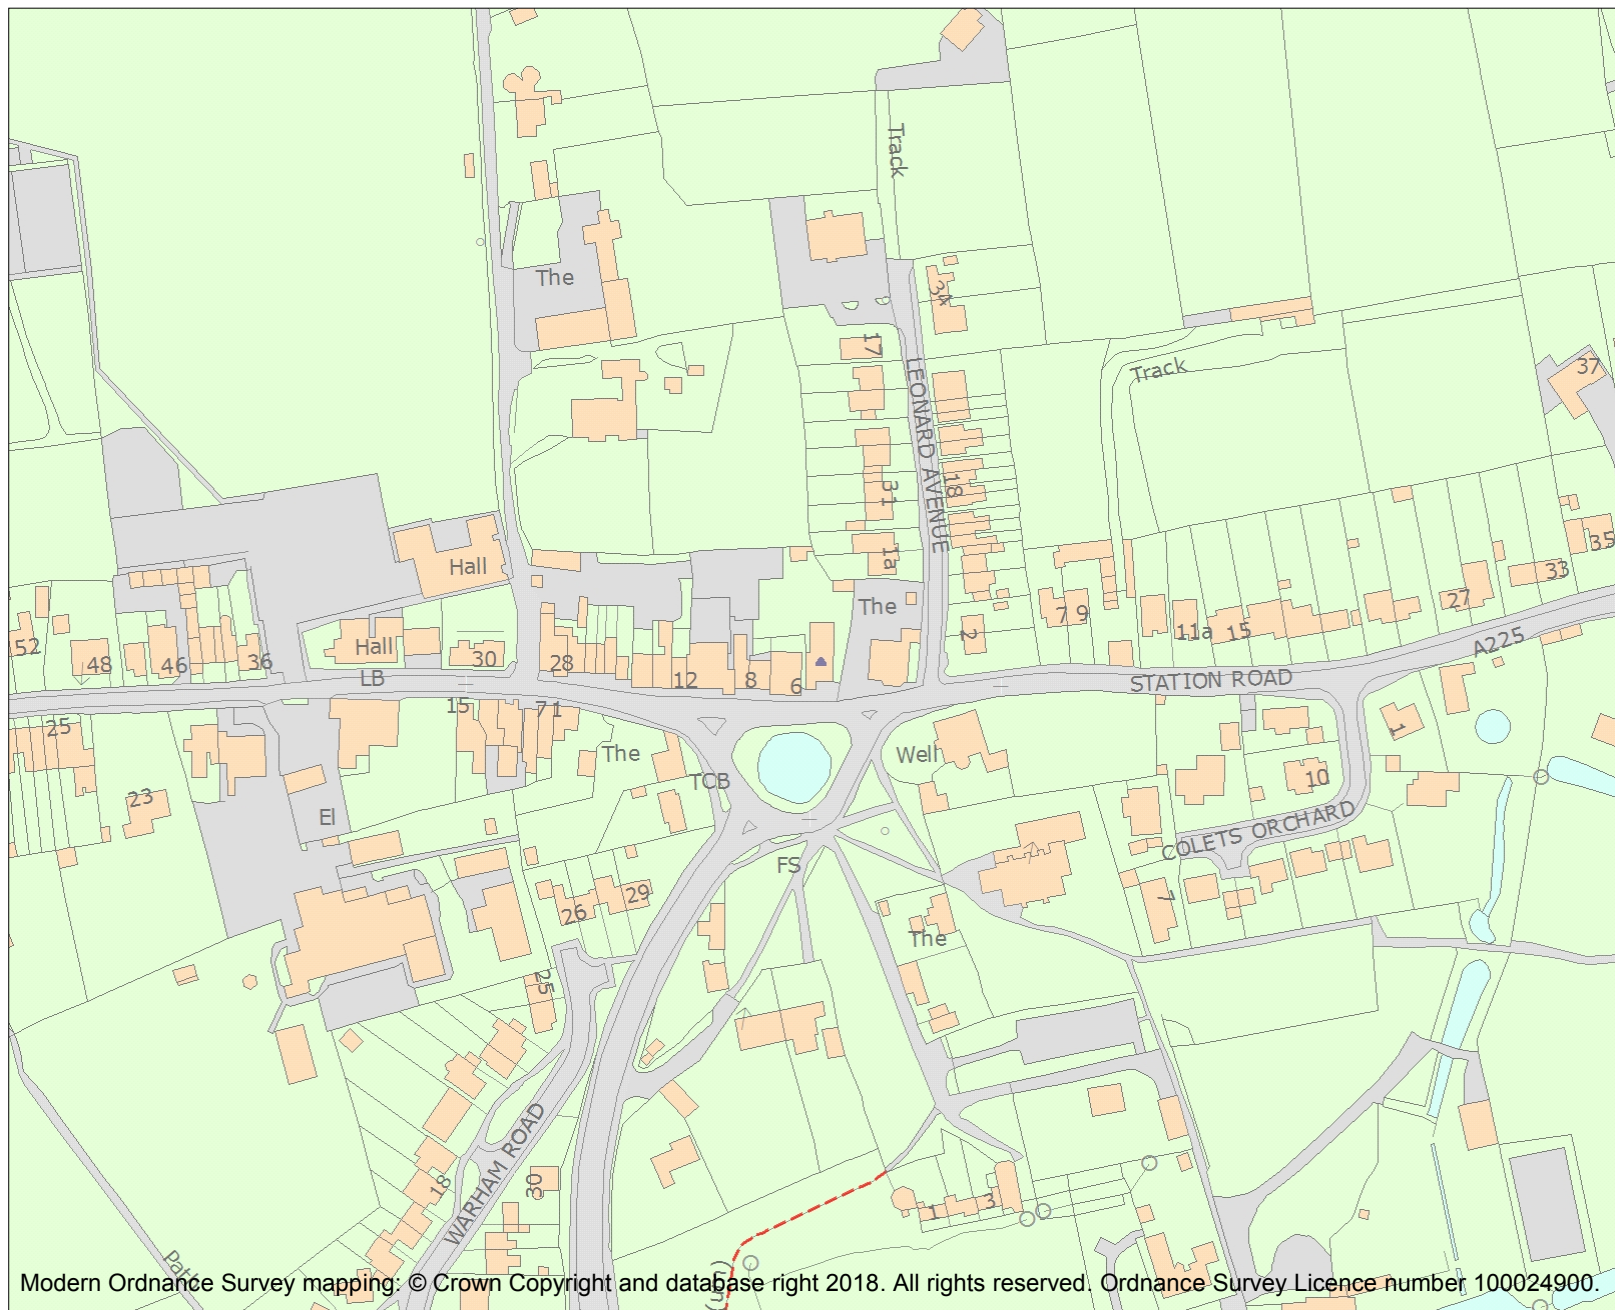 Track
The
34
17
LEONARD AVENUE
Track
37
31
18
1a
Hall
The
35
33
27
7 9
11a
15
2
A225
52
48
46
36
Hall
30
28
12
8
6
LB
STATION ROAD
15
71
25
The
Well
1
TCB
23
10
El
COLETS ORCHARD
FS
26
29
7
The
25
WARHAM ROAD
18
30
1
3
Path
(un)
Modern Ordnance Survey mapping: © Crown Copyright and database right 2018. All rights reserved. Ordnance Survey Licence number 100024900.